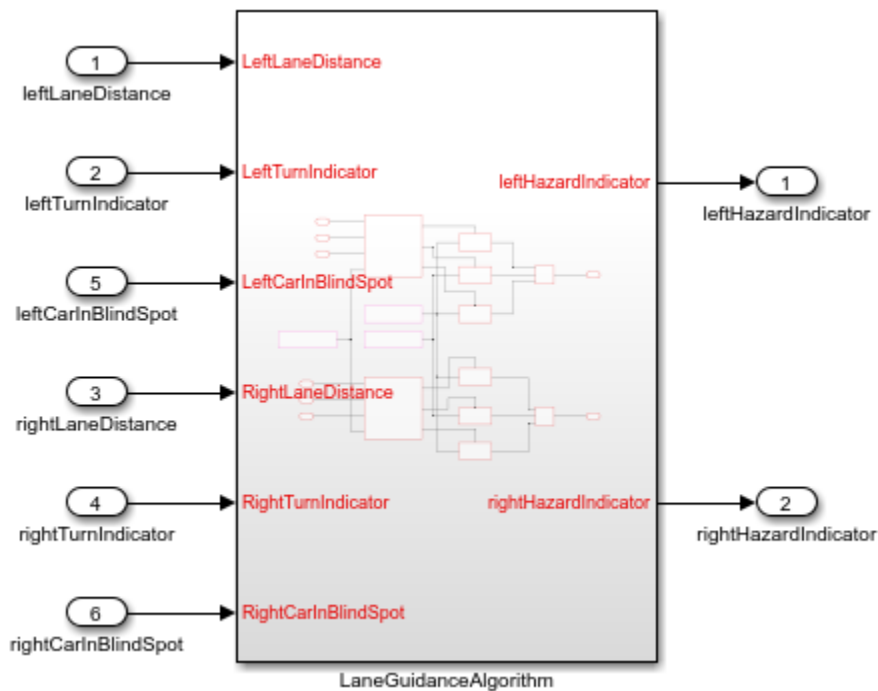 1
leftLaneDistance
LeftLaneDistance
2
leftTurnIndicator
LeftTurnIndicator
5
leftCarInBlindSpot
LeftCarInBlindSpot
3
rightLaneDistance
RightLaneDistance
4
rightTurnIndicator
RightTurnIndicator
6
rightCarInBlindSpot
RightCarInBlindSpot
leftHazardIndicator
1
leftHazardIndicator
rightHazardIndicator
2
rightHazardIndicator
LaneGuidanceAlgorithm